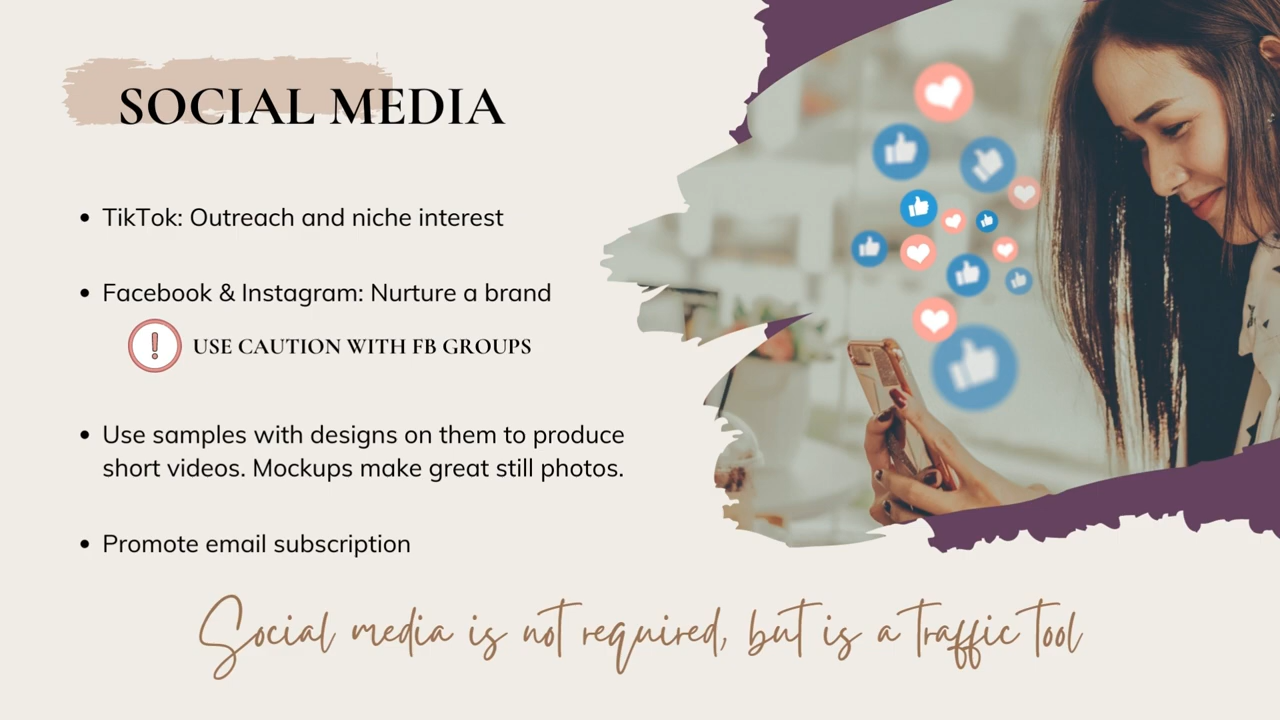 SOCIAL MEDIA
• TikTok: Outreach and niche interest
• Facebook & Instagram: Nurture a brand
! USE CAUTION WITH FB GROUPS
• Use samples with designs on them to produce
short videos. Mockups make great still photos.
• Promote email subscription
Social media is not required, but is a traffic tool